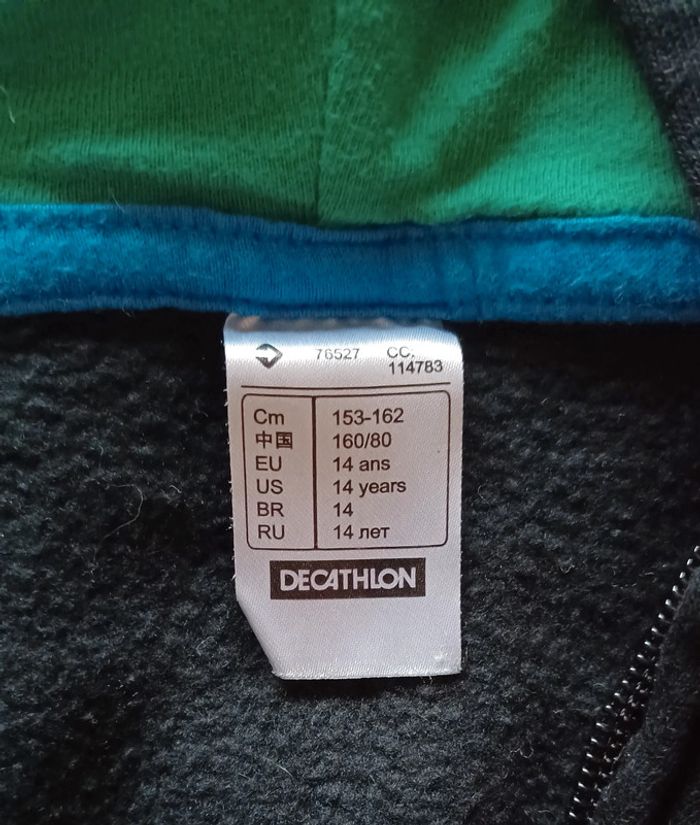 76527 CC.
114783
Cm 153-162
中国 160/80
EU 14 ans
US 14 years
BR 14
RU 14 лет
DECATHLON